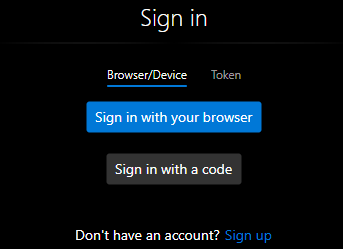 Sign in
Browser/Device Token
Sign in with your browser
Sign in with a code
Don't have an account? Sign up